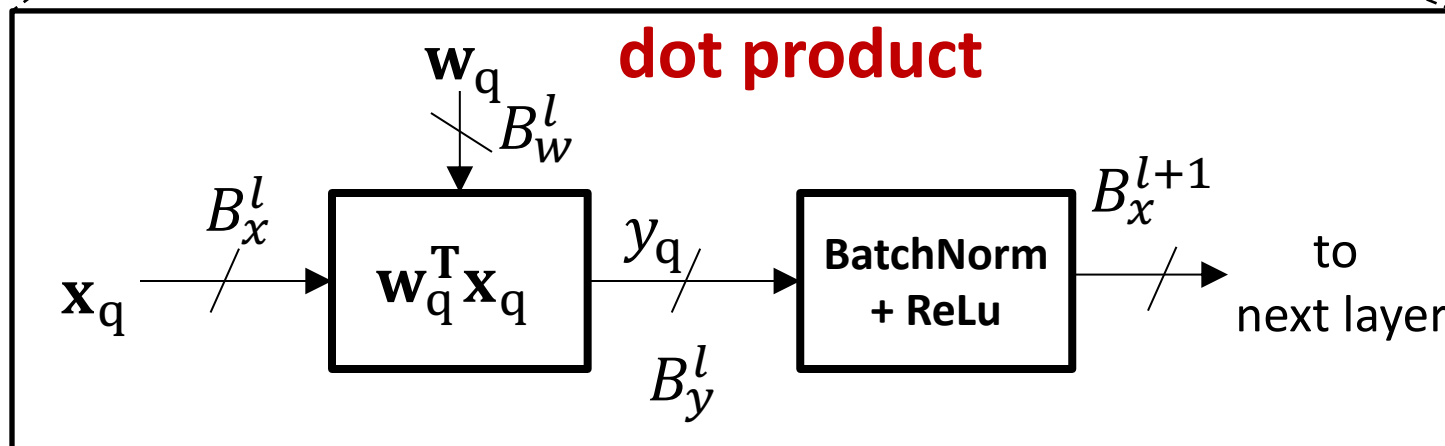 dot product
𝐰_q
B_w^l
B_x^l
𝐱_q
𝐰_q^𝐓 𝐱_q
y_q
B_y^l
BatchNorm
+ ReLu
B_x^{l+1}
to
next layer